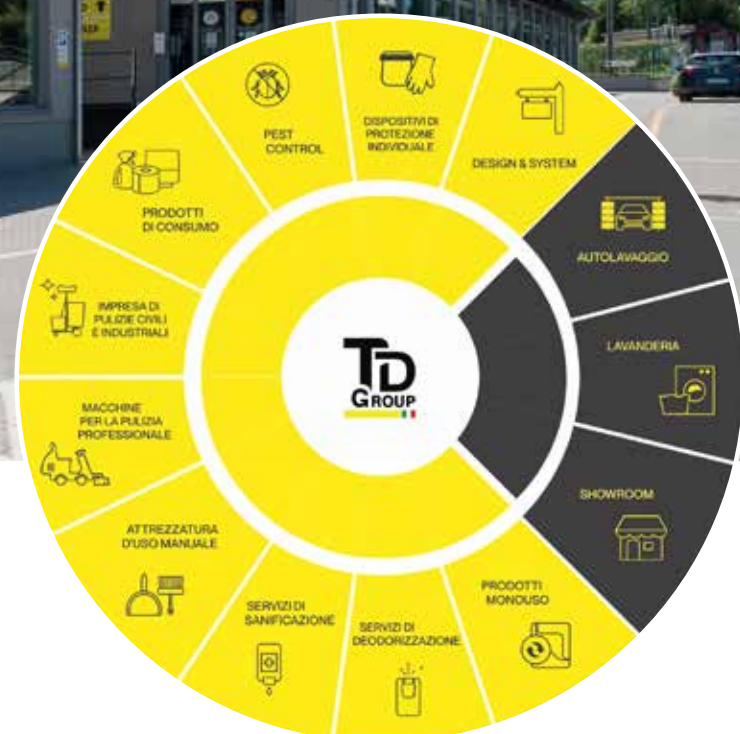 PEST
CONTROL
DISPOSITIVI DI
PROTEZIONE
INDIVIDUALE
DESIGN & SYSTEM
AUTOLAVAGGIO
LAVANDERIA
SHOWROOM
PRODOTTI
MONOUSO
SERVIZI DI
DEODORIZZAZIONE
SERVIZI DI
SANIFICAZIONE
ATTREZZATURA
D'USO MANUALE
MACCHINE
PER LA PULIZIA
PROFESSIONALE
IMPRESA DI
PULIZIE CIVILI
E INDUSTRIALI
PRODOTTI
DI CONSUMO
TD
GROUP